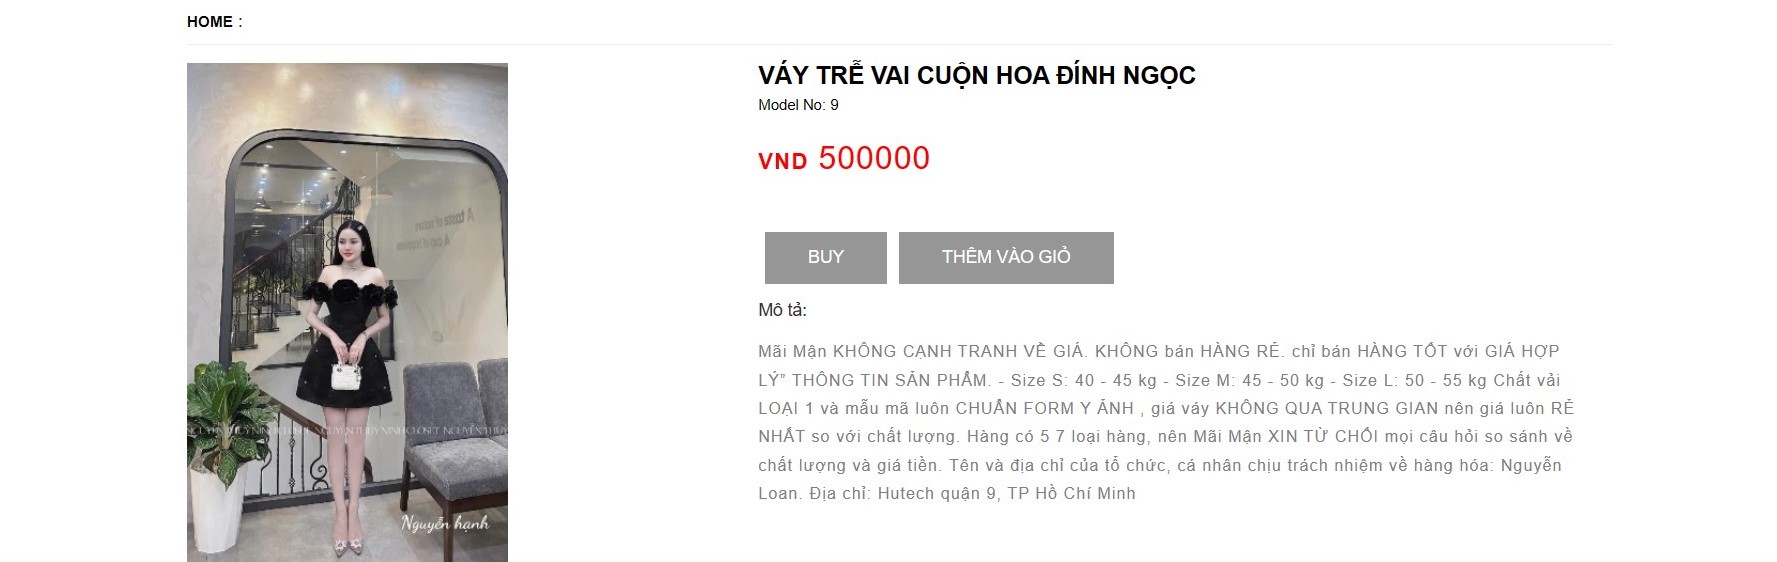 HOME :
VÁY TRỄ VAI CUỘN HOA ĐÍNH NGỌC
Model No: 9
VND 500000
BUY
THÊM VÀO GIỎ
Mô tả:
Mãi Mận KHÔNG CẠNH TRANH VỀ GIÁ. KHÔNG bán HÀNG RẺ. chỉ bán HÀNG TỐT với GIÁ HỢP
LÝ” THÔNG TIN SẢN PHẨM. - Size S: 40 - 45 kg - Size M: 45 - 50 kg - Size L: 50 - 55 kg Chất vải
LOẠI 1 và mẫu mã luôn CHUẨN FORM Y ẢNH , giá váy KHÔNG QUA TRUNG GIAN nên giá luôn RẺ
NHẤT so với chất lượng. Hàng có 5 7 loại hàng, nên Mãi Mận XIN TỪ CHỐI mọi câu hỏi so sánh về
chất lượng và giá tiền. Tên và địa chỉ của tổ chức, cá nhân chịu trách nhiệm về hàng hóa: Nguyễn
Loan. Địa chỉ: Hutech quận 9, TP Hồ Chí Minh
A taste of
A cup of
Nguyễn hạnh